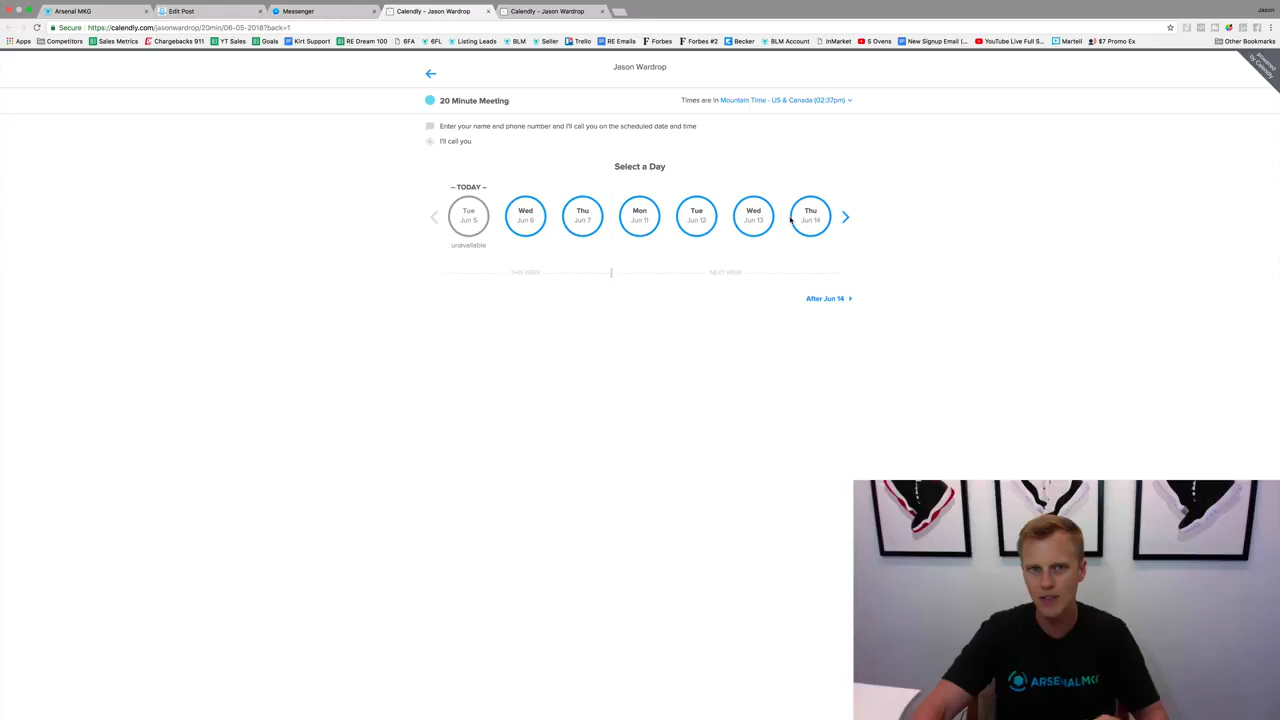 Arsenal MKG
Edit Post
Messenger
Calendly - Jason Wardrop
Calendly - Jason Wardrop
Jason
Secure
https://calendly.com/jasonwardrop/20min/06-05-2018?back=1
Apps
Competitors
Sales Metrics
Chargebacks 911
YT Sales
Goals
Kirt Support
RE Dream 100
6FA
6FL
Listing Leads
BLM
Seller
Trello
RE Emails
Forbes
Forbes #2
Becker
BLM Account
InMarket
S Ovens
New Signup Email (...
YouTube Live Full S...
Martell
$7 Promo Ex
Other Bookmarks
powered
by Calendly
Jason Wardrop
20 Minute Meeting
Times are in Mountain Time - US & Canada (02:37pm)
Enter your name and phone number and I'll call you on the scheduled date and time
I'll call you
Select a Day
– TODAY –
Tue
Jun 5
unavailable
Wed
Jun 6
Thu
Jun 7
Mon
Jun 11
Tue
Jun 12
Wed
Jun 13
Thu
Jun 14
THIS WEEK
NEXT WEEK
After Jun 14
ARSENALMKG